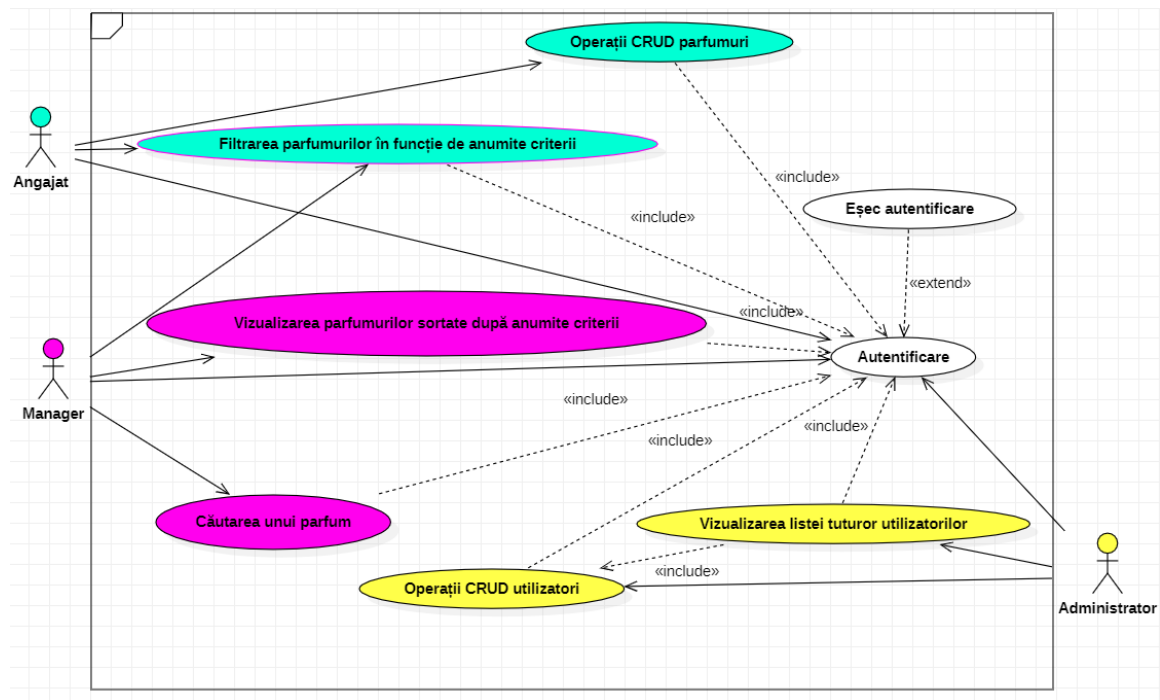 Operații CRUD parfumuri
Filtrarea parfumurilor în funcție de anumite criterii
Angajat
«include»
Eșec autentificare
«include»
«extend»
«include»
Vizualizarea parfumurilor sortate după anumite criterii
Autentificare
Manager
«include»
«include»
«include»
Căutarea unui parfum
Vizualizarea listei tuturor utilizatorilor
«include»
Operații CRUD utilizatori
Administrator